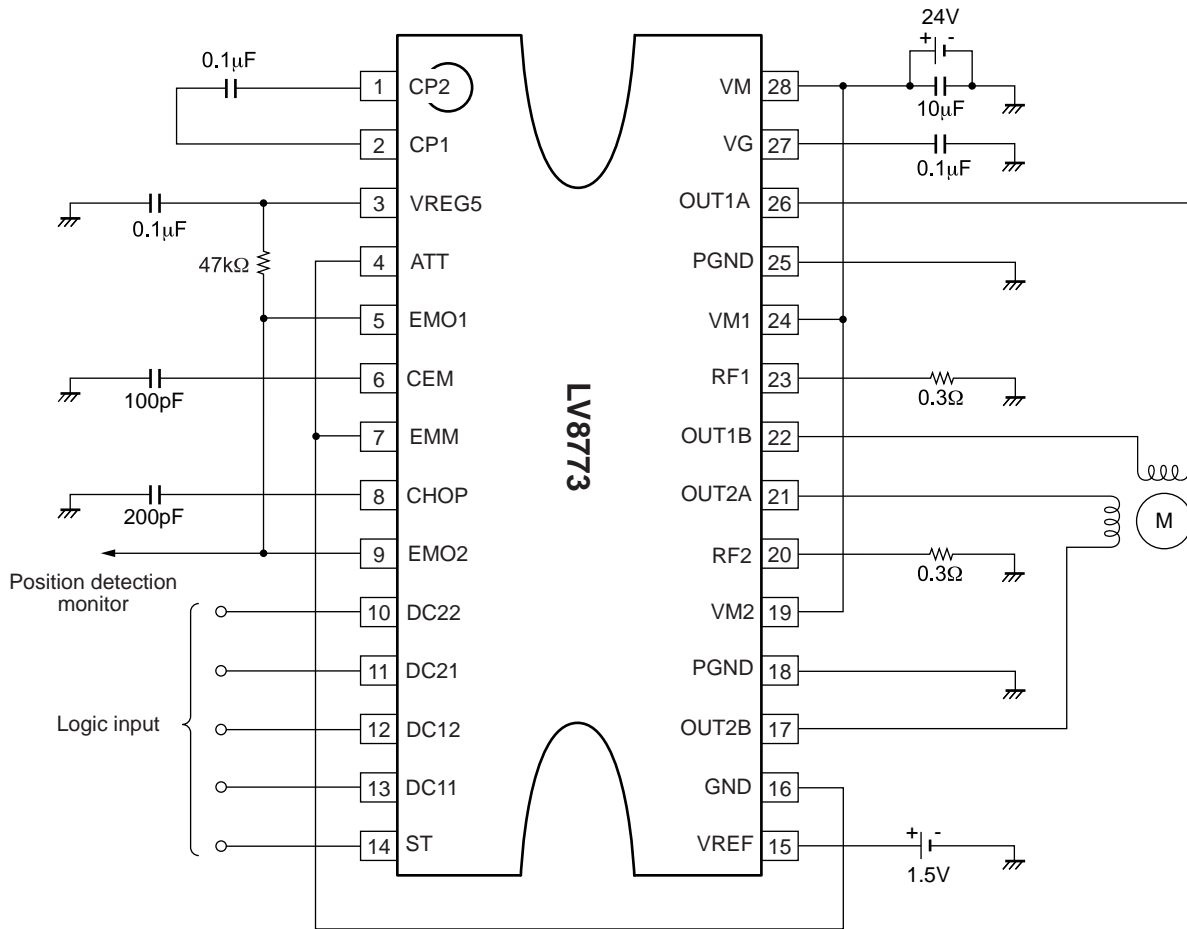 24V
+ -
0.1µF
1 CP2
VM 28
10µF
2 CP1
VG 27
0.1µF
3 VREG5
OUT1A 26
0.1µF
47kΩ
4 ATT
PGND 25
5 EMO1
VM1 24
6 CEM
RF1 23
100pF
0.3Ω
LV8773
7 EMM
OUT1B 22
8 CHOP
OUT2A 21
200pF
M
9 EMO2
RF2 20
0.3Ω
Position detection
monitor
10 DC22
VM2 19
11 DC21
PGND 18
Logic input
12 DC12
OUT2B 17
13 DC11
GND 16
14 ST
VREF 15
+ -
1.5V